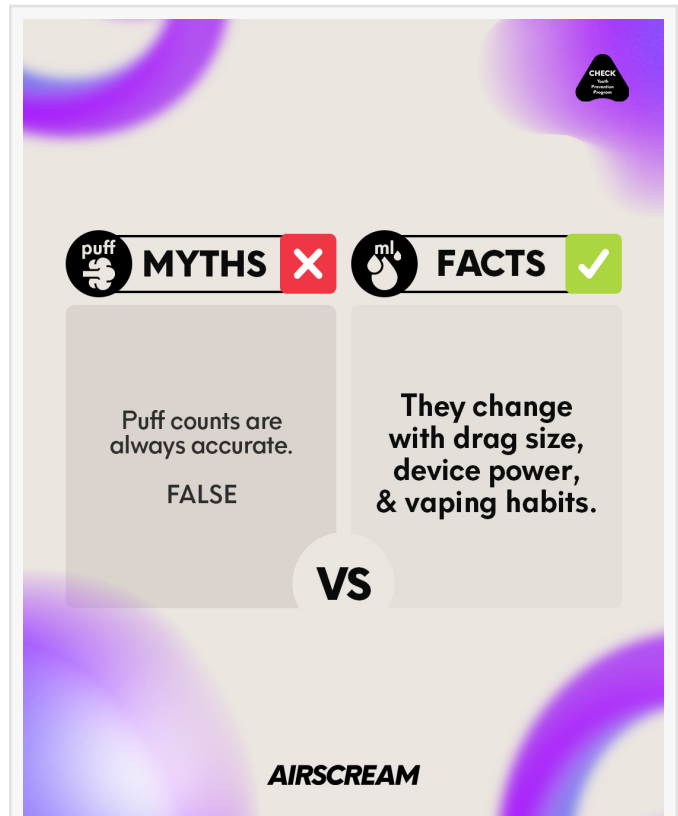 CHECK
Youth
Prevention
Program
puff
MYTHS
ml
FACTS
Puff counts are
always accurate.
FALSE
They change
with drag size,
device power,
& vaping habits.
VS
AIRSCREAM